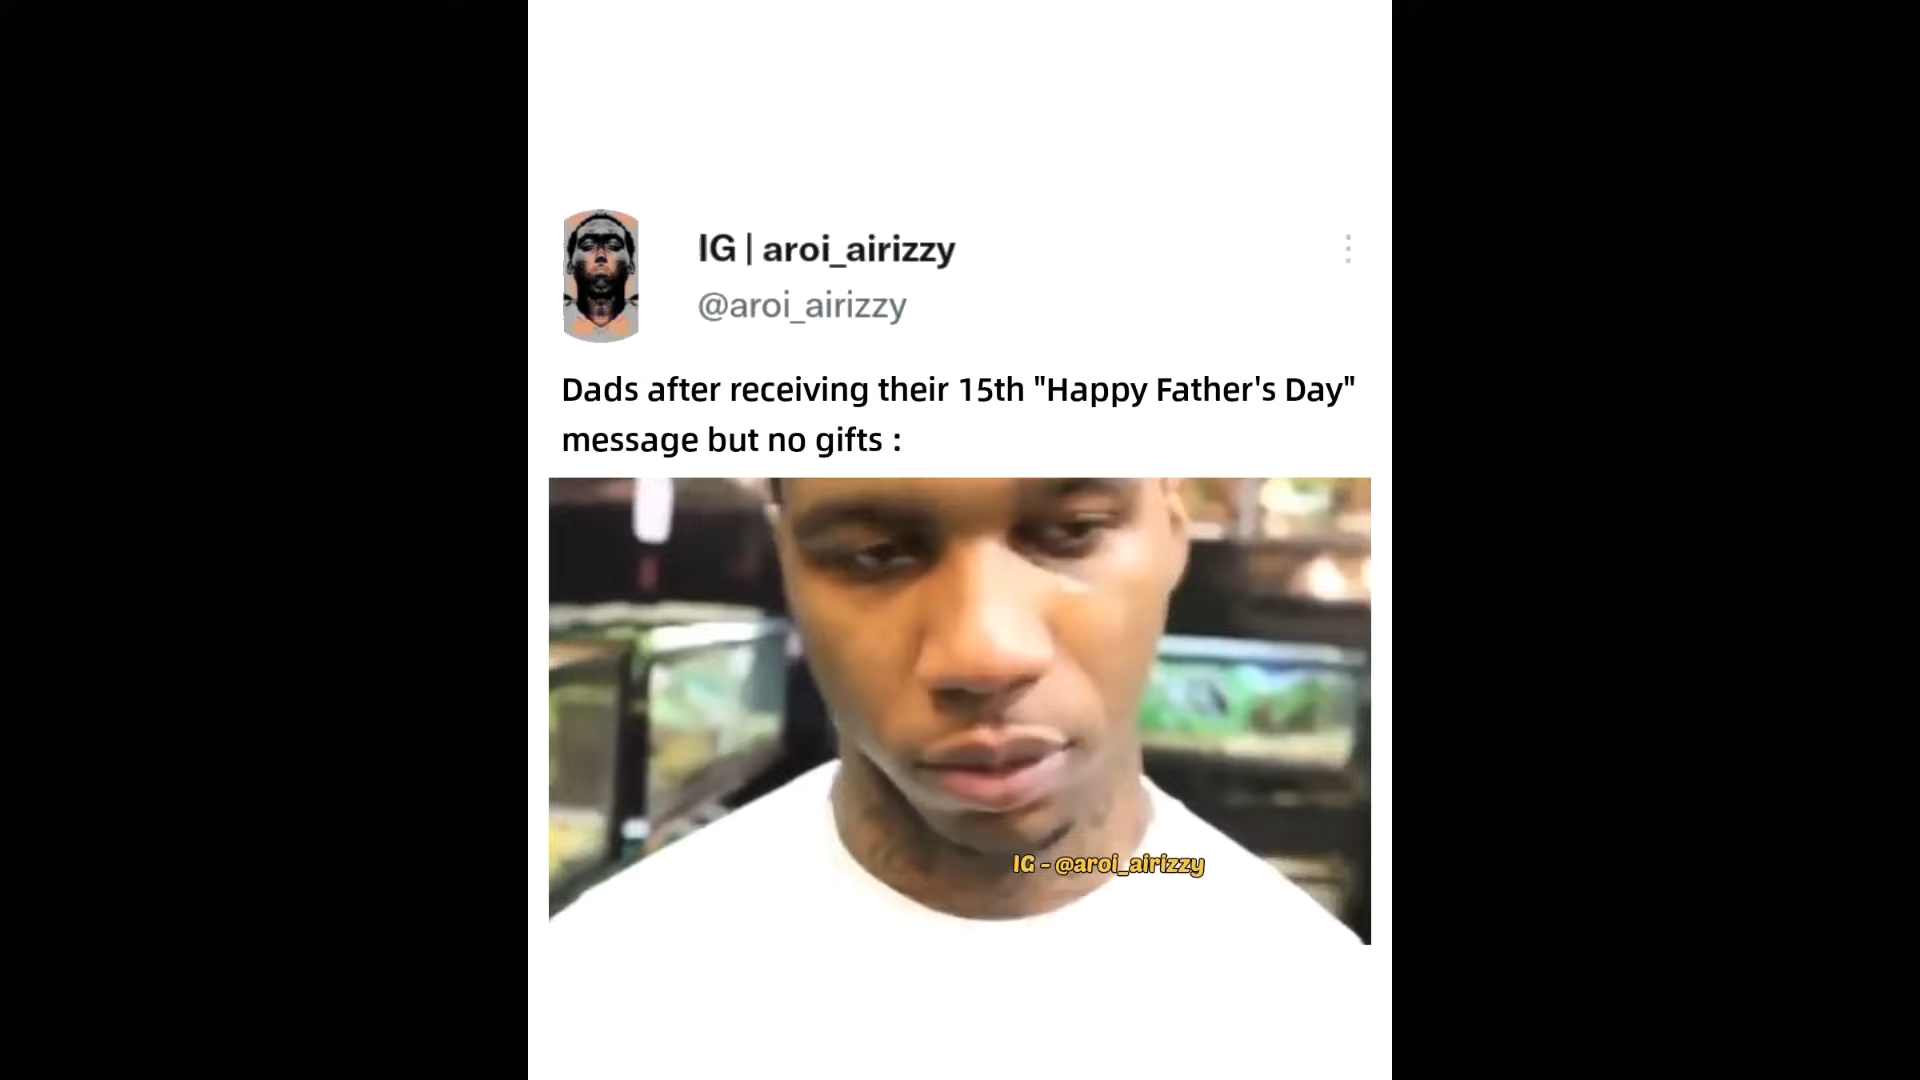 IG | aroi_airizzy
@aroi_airizzy
Dads after receiving their 15th "Happy Father's Day"
message but no gifts :
IG - @aroi_airizzy